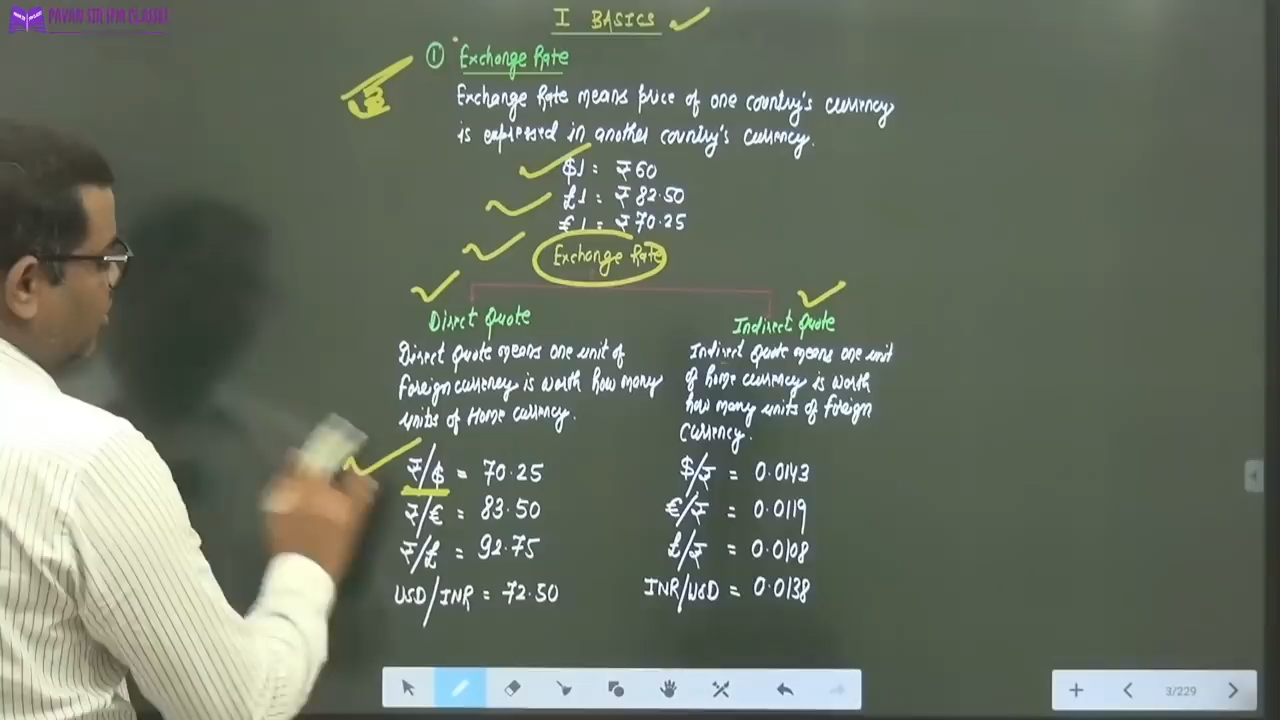 PAVAN SIR SFM CLASSES
I BASICS
① Exchange Rate
Exchange Rate means price of one country's currency
is expressed in another country's currency.
$1 = ₹60
£1 = ₹82.50
€1 = ₹70.25
Exchange Rate
Direct Quote
Direct Quote means one unit of
Foreign currency is worth how many
units of Home currency.
₹/$ = 70.25
₹/€ = 83.50
₹/£ = 92.75
USD/INR = 72.50
Indirect Quote
Indirect Quote means one unit
of home currency is worth
how many units of Foreign
Currency.
$/₹ = 0.0143
€/₹ = 0.0119
£/₹ = 0.0108
INR/USD = 0.0138
3/229